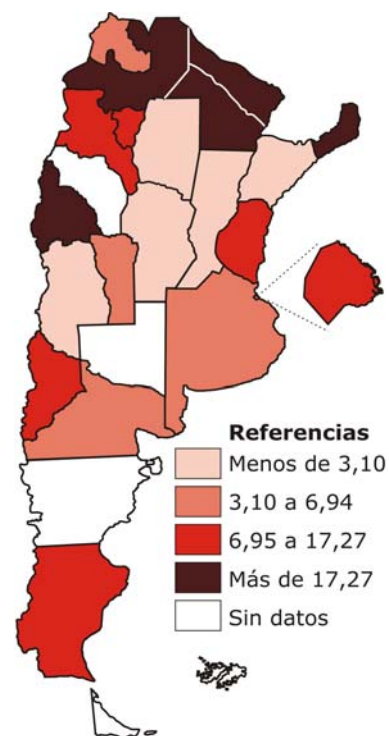 Referencias
Menos de 3,10
3,10 a 6,94
6,95 a 17,27
Más de 17,27
Sin datos